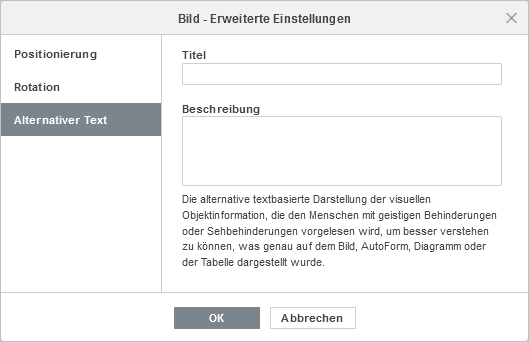 Bild - Erweiterte Einstellungen
Positionierung
Rotation
Alternativer Text
Titel
Beschreibung
Die alternative textbasierte Darstellung der visuellen
Objektinformation, die den Menschen mit geistigen Behinderungen
oder Sehbehinderungen vorgelesen wird, um besser verstehen
zu können, was genau auf dem Bild, AutoForm, Diagramm oder
der Tabelle dargestellt wurde.
OK
Abbrechen